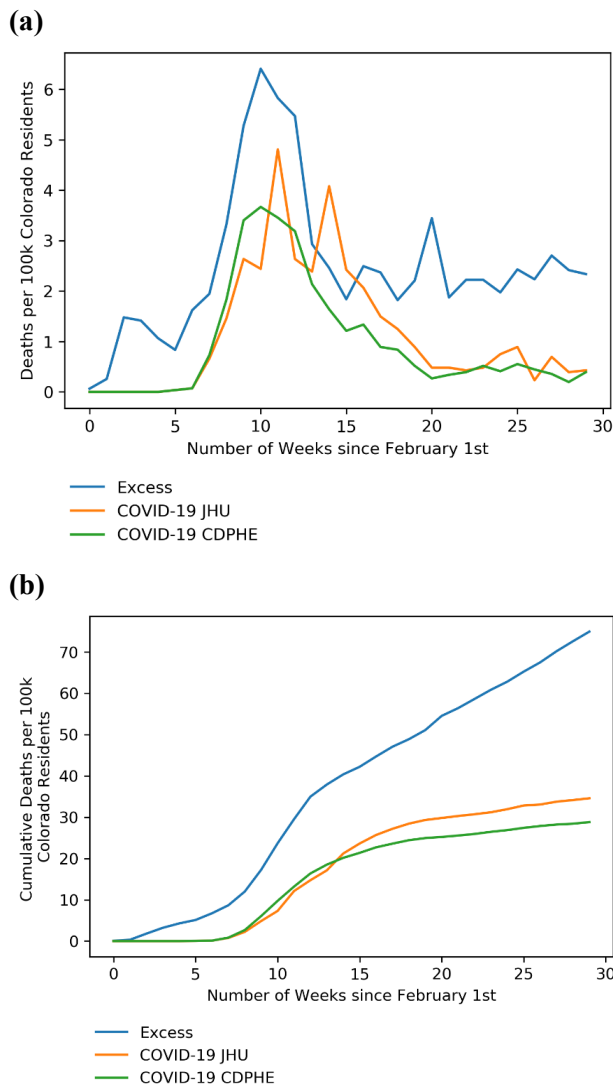 (a)
Deaths per 100k Colorado Residents
6
5
4
3
2
1
0
0 5 10 15 20 25 30
Number of Weeks since February 1st
Excess
COVID-19 JHU
COVID-19 CDPHE
(b)
Cumulative Deaths per 100k
Colorado Residents
70
60
50
40
30
20
10
0
0 5 10 15 20 25 30
Number of Weeks since February 1st
Excess
COVID-19 JHU
COVID-19 CDPHE